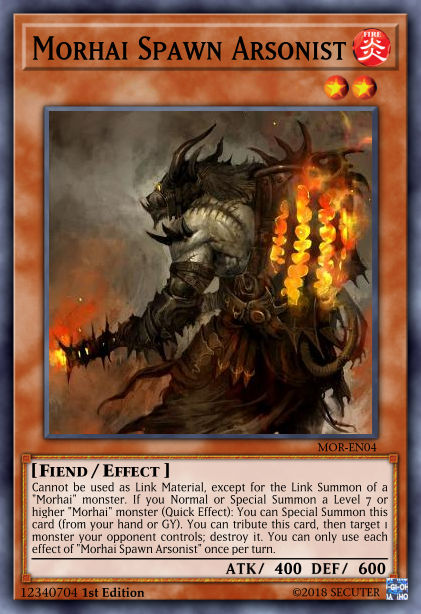 MORHAI SPAWN ARSONIST
FIRE
炎
MOR-EN04
[FIEND / EFFECT ]
Cannot be used as Link Material, except for the Link Summon of a
"Morhai" monster. If you Normal or Special Summon a Level 7 or
higher "Morhai" monster (Quick Effect): You can Special Summon this
card (from your hand or GY). You can tribute this card, then target 1
monster your opponent controls; destroy it. You can only use each
effect of "Morhai Spawn Arsonist" once per turn.
ATK/ 400 DEF/ 600
12340704 1st Edition
©2018 SECUTER